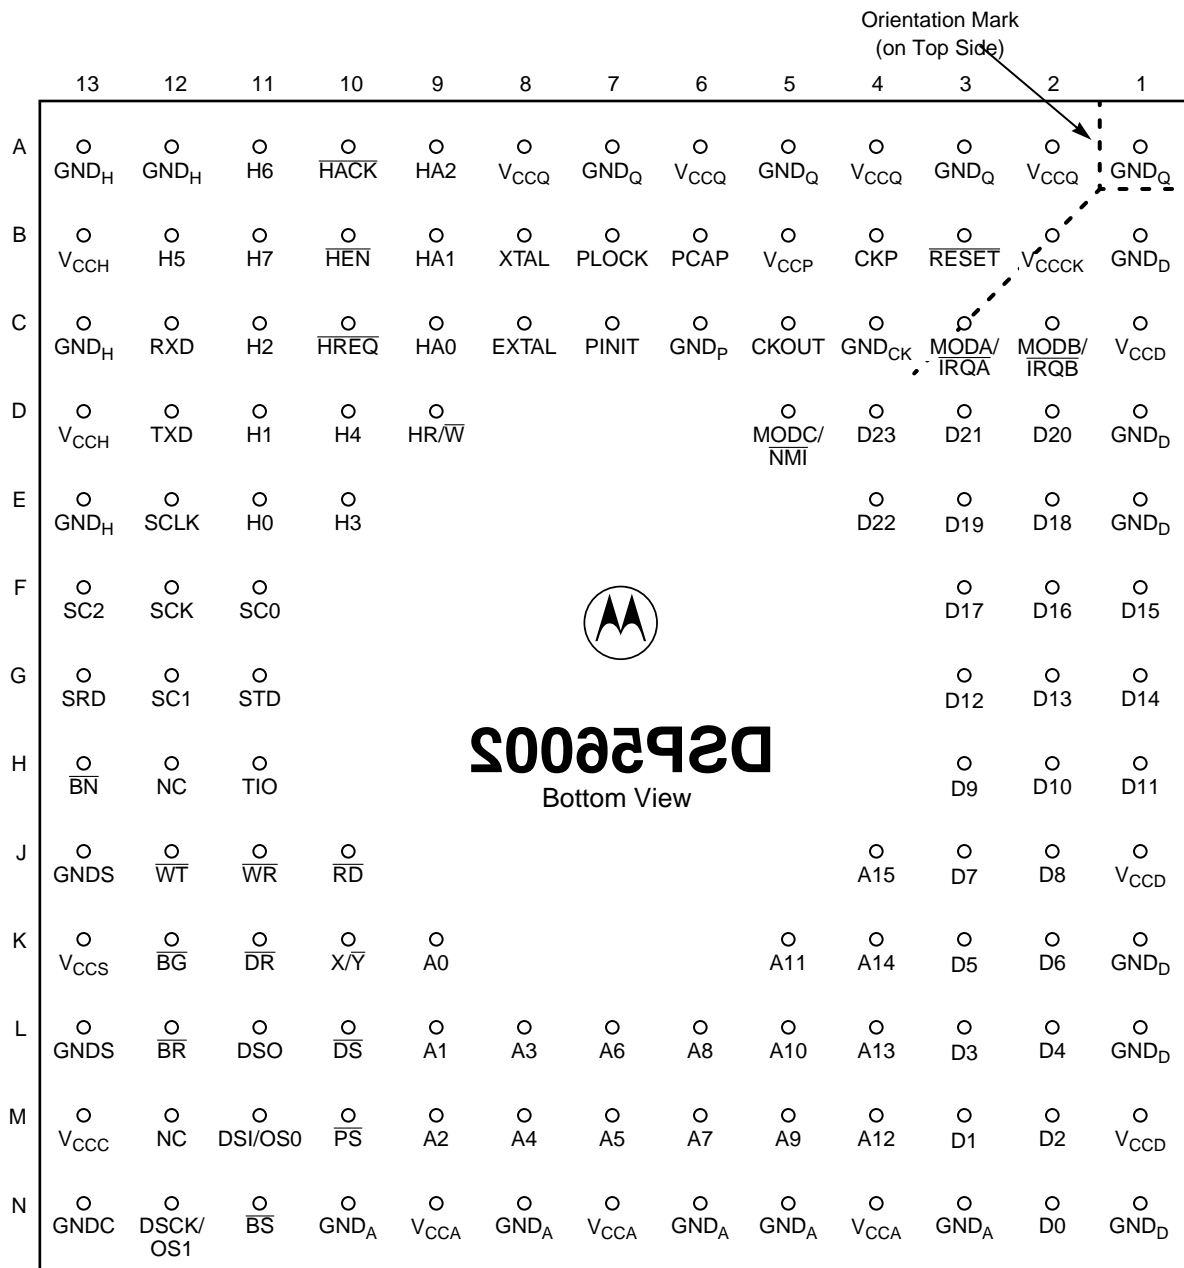 Orientation Mark
(on Top Side)
13 12 11 10 9 8 7 6 5 4 3 2 1
A
GNDH GNDH H6 HACK HA2 VCCQ GNDQ VCCQ GNDQ VCCQ GNDQ VCCQ GNDQ
B
VCCH H5 H7 HEN HA1 XTAL PLOCK PCAP VCCP CKP RESET VCCCK GNDD
C
GNDH RXD H2 HREQ HA0 EXTAL PINIT GNDP CKOUT GNDCK MODA/ MODB/ VCCD
IRQA IRQB
D
VCCH TXD H1 H4 HR/W MODC/ D23 D21 D20 GNDD
NMI
E
GNDH SCLK H0 H3 D22 D19 D18 GNDD
F
SC2 SCK SC0 D17 D16 D15
G
SRD SC1 STD D12 D13 D14
DSP56002
H
BN NC TIO D9 D10 D11
Bottom View
J
GNDS WT WR RD A15 D7 D8 VCCD
K
VCCS BG DR X/Y A0 A11 A14 D5 D6 GNDD
L
GNDS BR DSO DS A1 A3 A6 A8 A10 A13 D3 D4 GNDD
M
VCCC NC DSI/OS0 PS A2 A4 A5 A7 A9 A12 D1 D2 VCCD
N
GNDC DSCK/ BS GNDA VCCA GNDA VCCA GNDA GNDA VCCA GNDA D0 GNDD
OS1